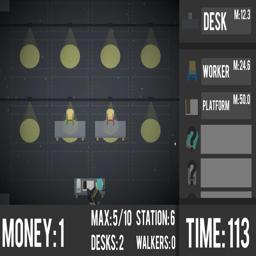 DESK M:12.3
WORKER M:24.6
PLATFORM M:50.0
MONEY:1
MAX:5/10 STATION:6
DESKS:2 WALKERS:0
TIME:113